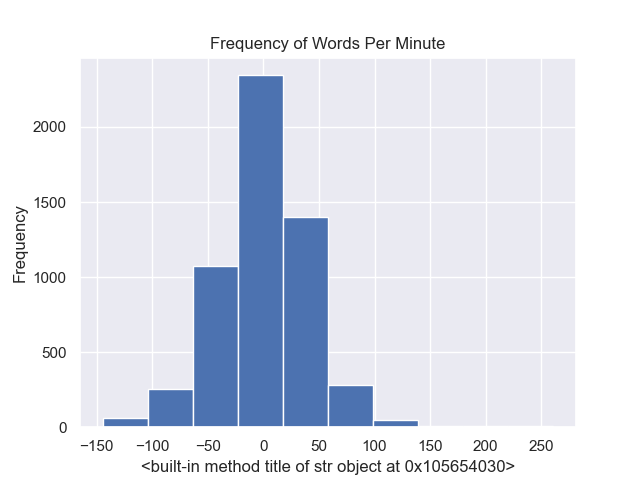 Frequency of Words Per Minute
Frequency
2000
1500
1000
500
0
−150 −100 −50 0 50 100 150 200 250
<built-in method title of str object at 0x105654030>